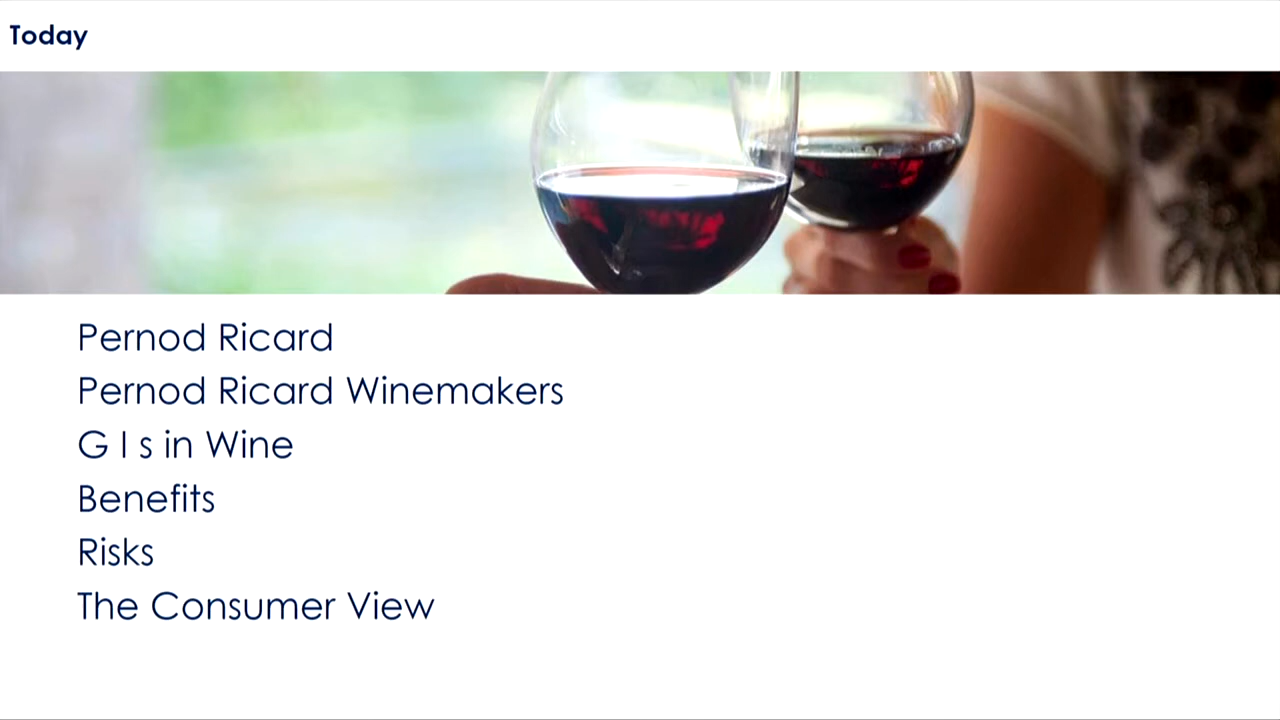 Today
Pernod Ricard
Pernod Ricard Winemakers
G I s in Wine
Benefits
Risks
The Consumer View